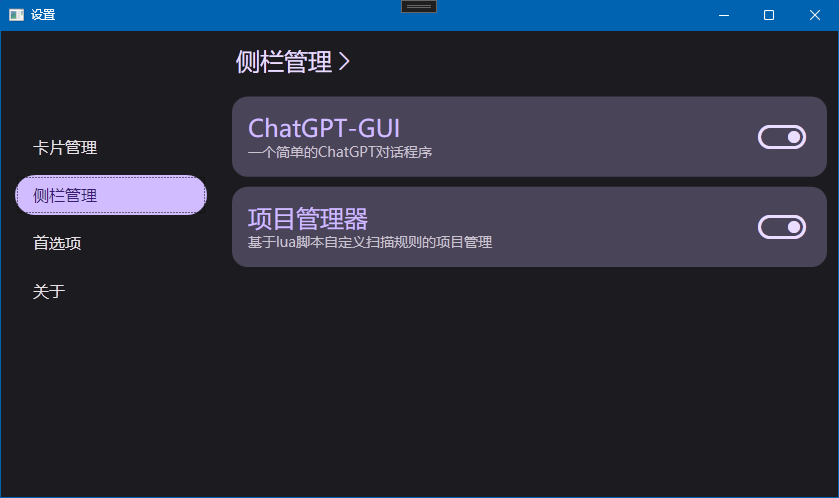 设置
侧栏管理
卡片管理
侧栏管理
首选项
关于
ChatGPT-GUI
一个简单的ChatGPT对话程序
项目管理器
基于lua脚本自定义扫描规则的项目管理